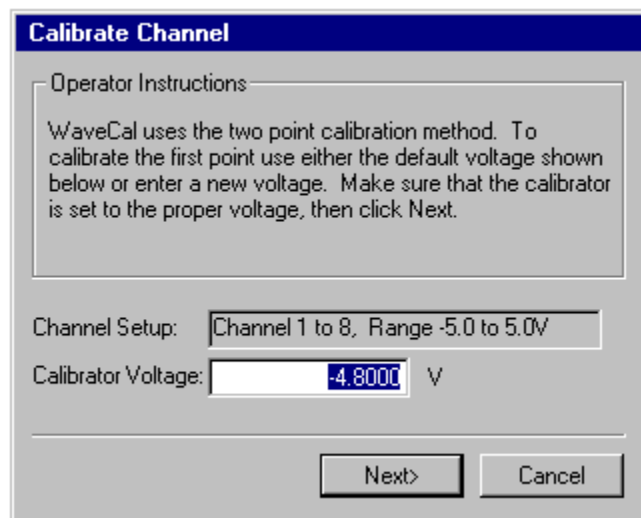 Calibrate Channel
Operator Instructions
WaveCal uses the two point calibration method.  To
calibrate the first point use either the default voltage shown
below or enter a new voltage.  Make sure that the calibrator
is set to the proper voltage, then click Next.
Channel Setup: Channel 1 to 8,  Range -5.0 to 5.0V
Calibrator Voltage: -4.8000 V
Next> Cancel